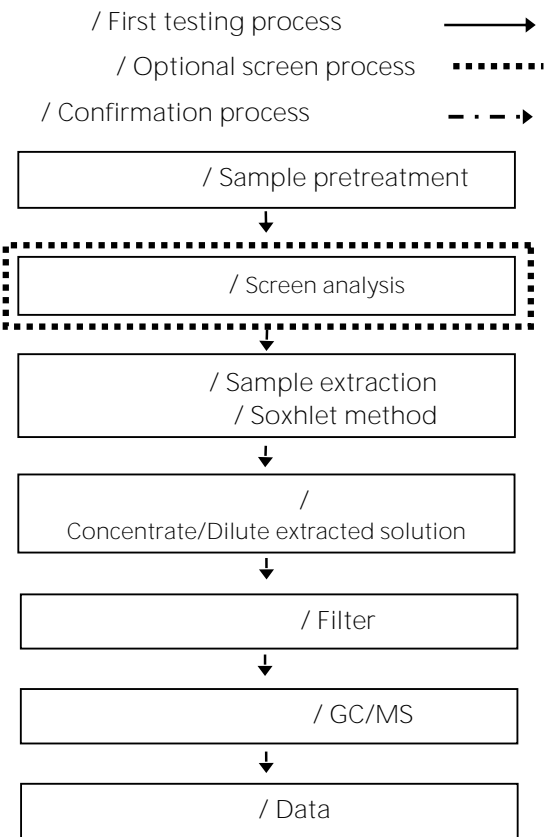 / First testing process
/ Optional screen process
/ Confirmation process
/ Sample pretreatment
/ Screen analysis
/ Sample extraction
/ Soxhlet method
/
Concentrate/Dilute extracted solution
/ Filter
/ GC/MS
/ Data